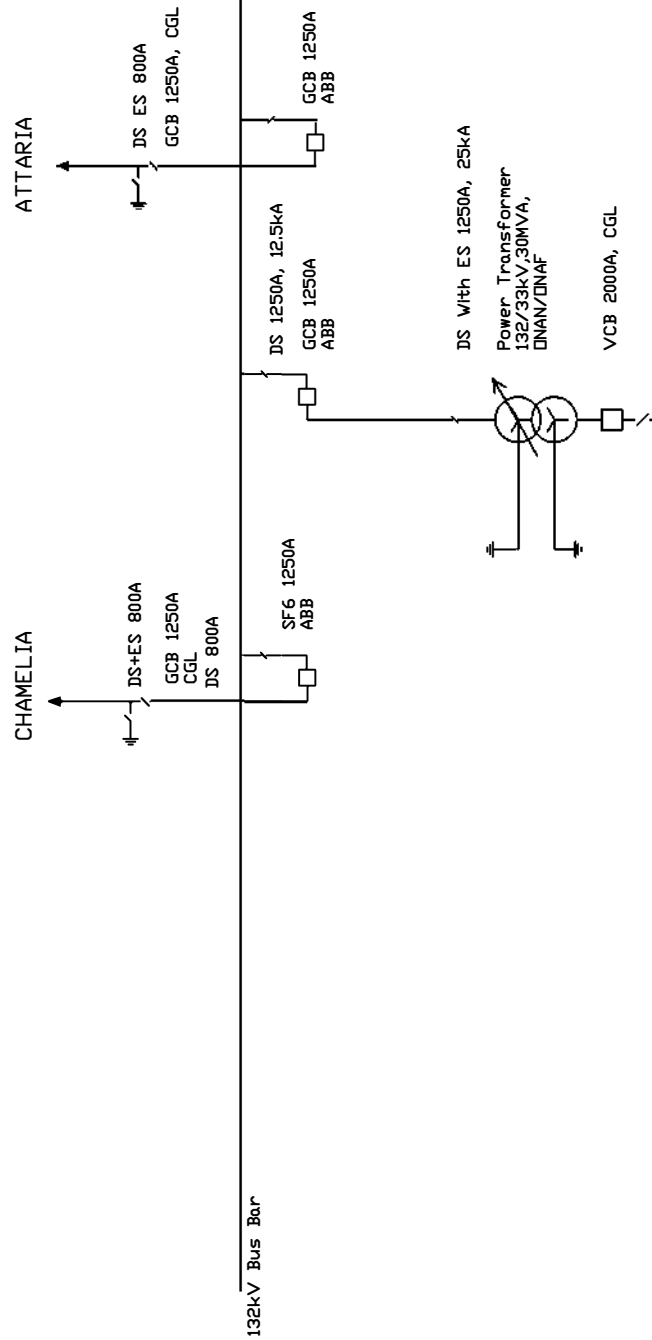 ATTARIA
DS ES 800A
GCB 1250A, CGL
GCB 1250A
ABB
DS 1250A, 12.5kA
GCB 1250A
ABB
DS With ES 1250A, 25kA
Power Transformer
132/33kV,30MVA,
ONAN/ONAF
VCB 2000A, CGL
CHAMELIA
DS+ES 800A
GCB 1250A
CGL
DS 800A
SF6 1250A
ABB
132kV Bus Bar